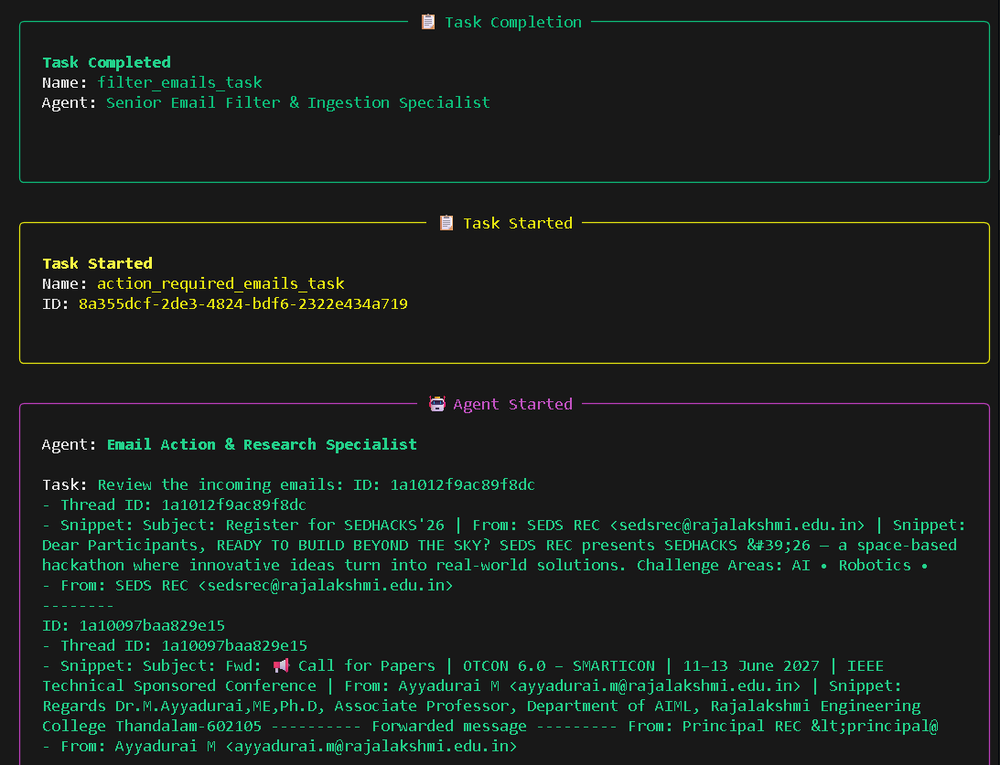 📋 Task Completion
Task Completed
Name: filter_emails_task
Agent: Senior Email Filter & Ingestion Specialist
📋 Task Started
Task Started
Name: action_required_emails_task
ID: 8a355dcf-2de3-4824-bdf6-2322e434a719
🤖 Agent Started
Agent: Email Action & Research Specialist
Task: Review the incoming emails: ID: 1a1012f9ac89f8dc
- Thread ID: 1a1012f9ac89f8dc
- Snippet: Subject: Register for SEDHACKS'26 | From: SEDS REC <sedsrec@rajalakshmi.edu.in> | Snippet:
Dear Participants, READY TO BUILD BEYOND THE SKY? SEDS REC presents SEDHACKS &#39;26 – a space-based
hackathon where innovative ideas turn into real-world solutions. Challenge Areas: AI • Robotics •
- From: SEDS REC <sedsrec@rajalakshmi.edu.in>
--------
ID: 1a10097baa829e15
- Thread ID: 1a10097baa829e15
- Snippet: Subject: Fwd: 📢 Call for Papers | OTCON 6.0 – SMARTICON | 11–13 June 2027 | IEEE
Technical Sponsored Conference | From: Ayyadurai M <ayyadurai.m@rajalakshmi.edu.in> | Snippet:
Regards Dr.M.Ayyadurai,ME,Ph.D, Associate Professor, Department of AIML, Rajalakshmi Engineering
College Thandalam-602105 ---------- Forwarded message --------- From: Principal REC &lt;principal@
- From: Ayyadurai M <ayyadurai.m@rajalakshmi.edu.in>